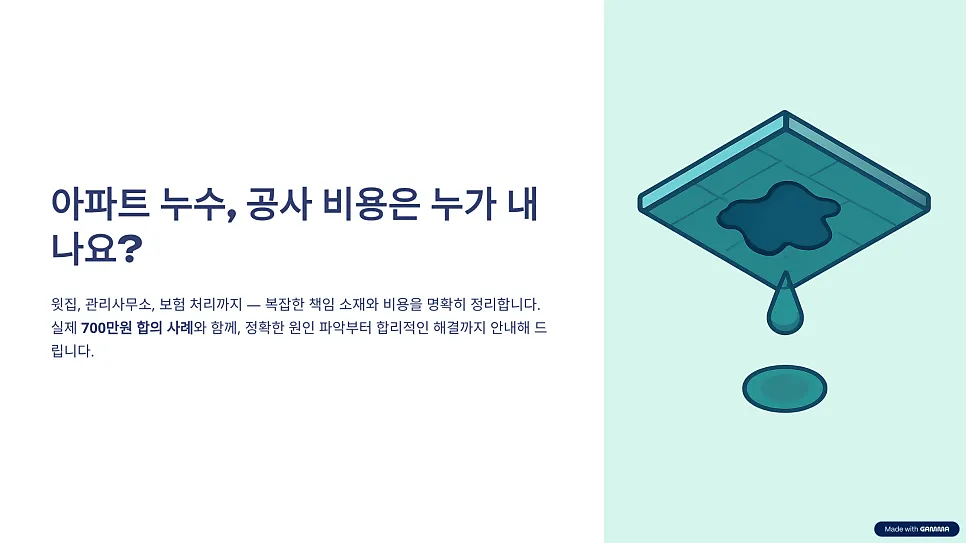 아파트 누수, 공사 비용은 누가 내
나요?
윗집, 관리사무소, 보험 처리까지 — 복잡한 책임 소재와 비용을 명확히 정리합니다.
실제 700만원 합의 사례와 함께, 정확한 원인 파악부터 합리적인 해결까지 안내해 드
립니다.
Made with GAMMA